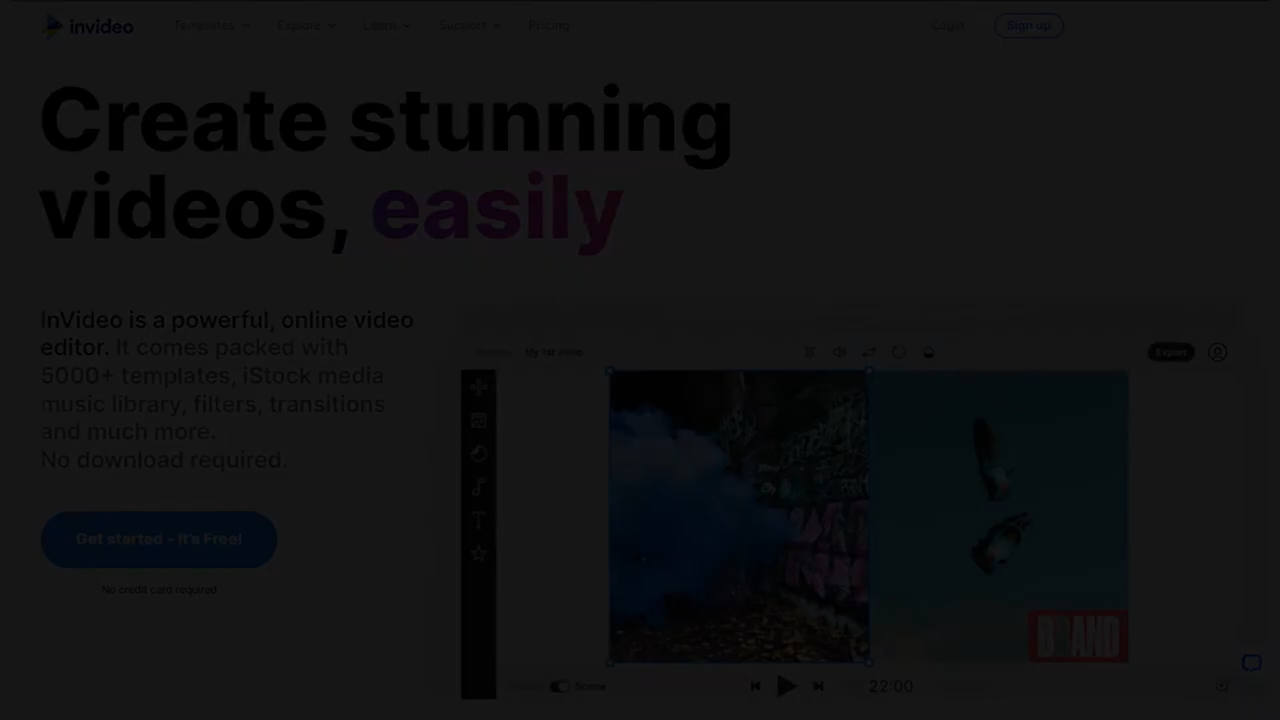 invideo
Templates
Explore
Learn
Support
Pricing
Login
Sign up
Create stunning
videos, easily
InVideo is a powerful, online video
editor. It comes packed with
5000+ templates, iStock media
music library, filters, transitions
and much more.
No download required.
Get started - It's Free!
No credit card required
My 1st video
Export
BRAND
Scene
22:00